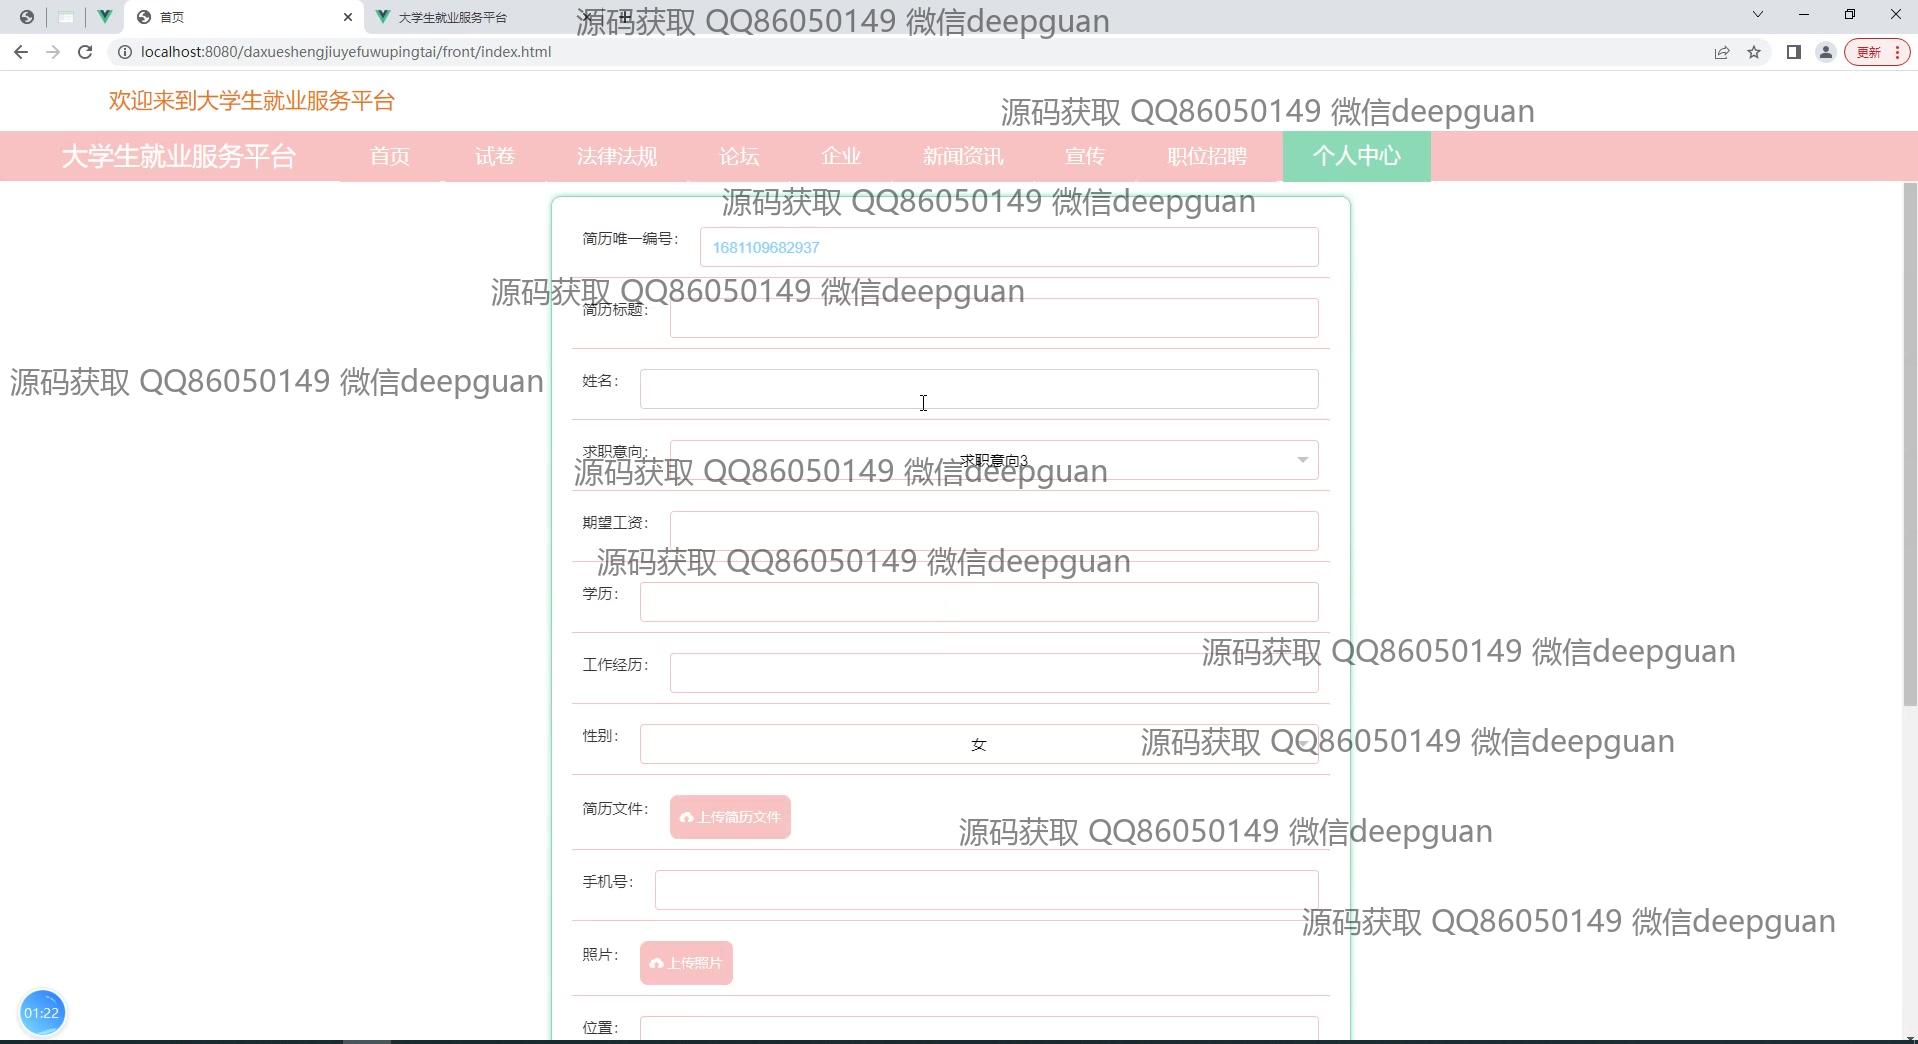 首页
大学生就业服务平台
源码获取 QQ86050149 微信deepguan
localhost:8080/daxueshengjiuyefuwupingtai/front/index.html
更新
欢迎来到大学生就业服务平台
源码获取 QQ86050149 微信deepguan
大学生就业服务平台 首页 试卷 法律法规 论坛 企业 新闻资讯 宣传 职位招聘 个人中心
源码获取 QQ86050149 微信deepguan
简历唯一编号: 1681109682937
源码获取 QQ86050149 微信deepguan
简历标题:
姓名:
源码获取 QQ86050149 微信deepguan
求职意向: 求职意向3
源码获取 QQ86050149 微信deepguan
期望工资:
源码获取 QQ86050149 微信deepguan
学历:
工作经历:
源码获取 QQ86050149 微信deepguan
性别: 女
源码获取 QQ86050149 微信deepguan
简历文件: 上传简历文件
源码获取 QQ86050149 微信deepguan
手机号:
源码获取 QQ86050149 微信deepguan
照片: 上传照片
01:22
位置: